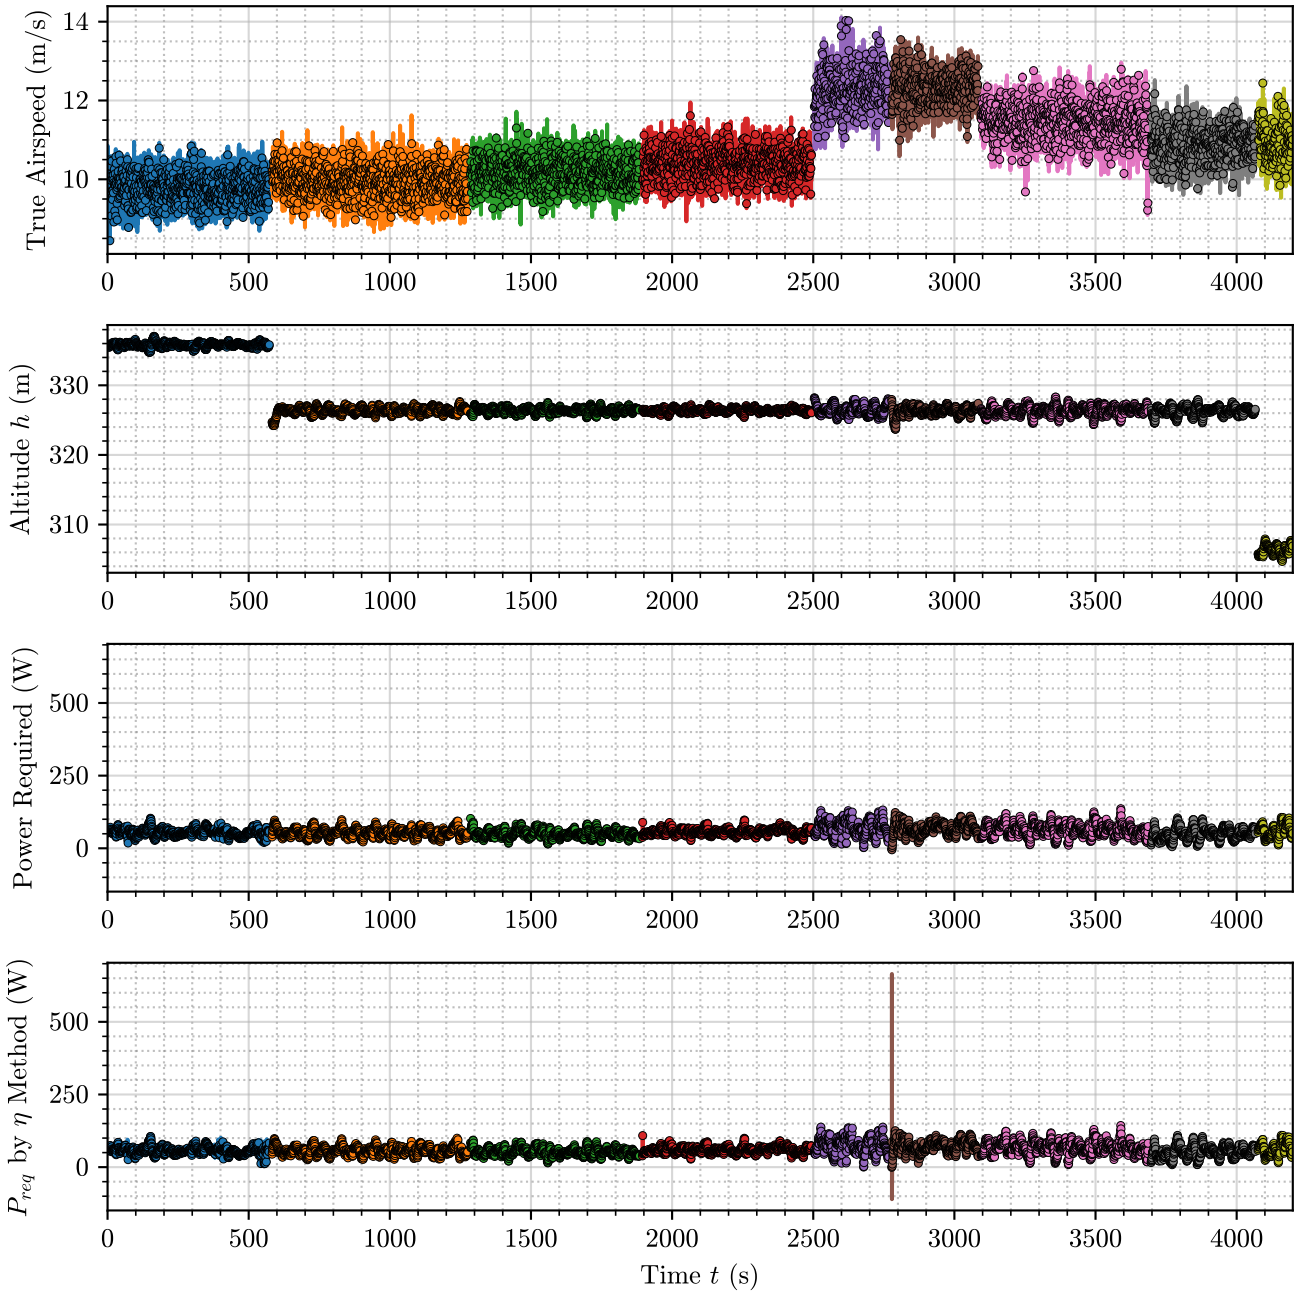 True Airspeed (m/s)
14
12
10
0 500 1000 1500 2000 2500 3000 3500 4000
Altitude h (m)
330
320
310
0 500 1000 1500 2000 2500 3000 3500 4000
Power Required (W)
500
250
0
0 500 1000 1500 2000 2500 3000 3500 4000
P_req by η Method (W)
500
250
0
0 500 1000 1500 2000 2500 3000 3500 4000
Time t (s)